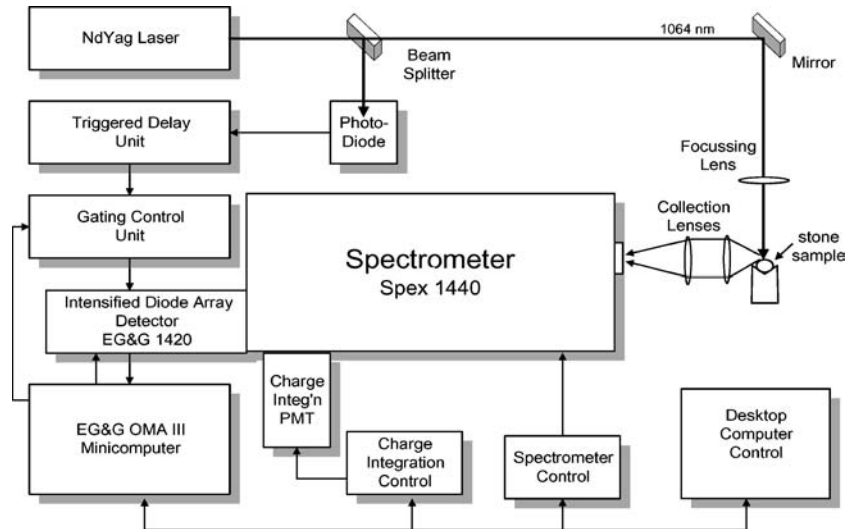 NdYag Laser
Beam
Splitter
1064 nm
Mirror
Triggered Delay
Unit
Photo-
Diode
Focussing
Lens
Gating Control
Unit
Collection
Lenses
stone
sample
Spectrometer
Spex 1440
Intensified Diode Array
Detector
EG&G 1420
Charge
Integ'n
PMT
EG&G OMA III
Minicomputer
Charge
Integration
Control
Spectrometer
Control
Desktop
Computer
Control